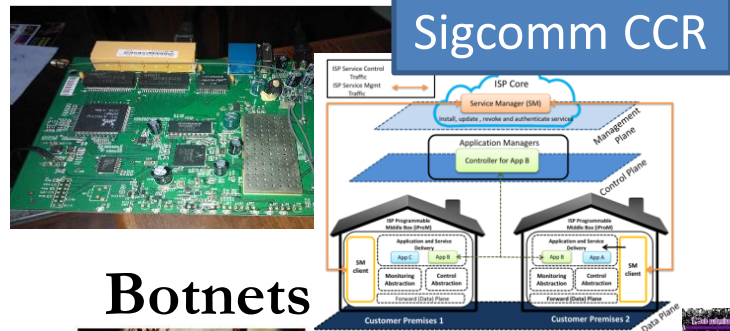 Sigcomm CCR
ISP Service Control
Traffic
ISP Service Mgmt
Traffic
ISP Core
Service Manager (SM)
Install, update , revoke and authenticate services
Management
Plane
Application Managers
Controller for App B
Control Plane
ISP Programmable
Middle Box (iProM)
Application and Service
Delivery
App C
App B
SM
client
Monitoring
Abstraction
Control
Abstraction
Forward (Data) Plane
Customer Premises 1
ISP Programmable
Middle Box (iProM)
Application and Service
Delivery
App B
App A
SM
client
Monitoring
Abstraction
Control
Abstraction
Forward (Data) Plane
Customer Premises 2
Data Plane
Botnets